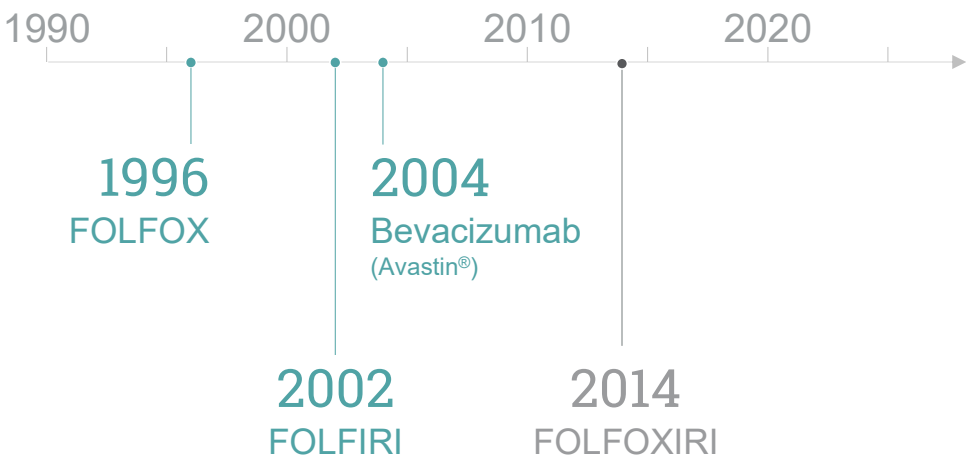 1990 2000 2010 2020
1996
FOLFOX
2004
Bevacizumab
(Avastin®)
2002
FOLFIRI
2014
FOLFOXIRI